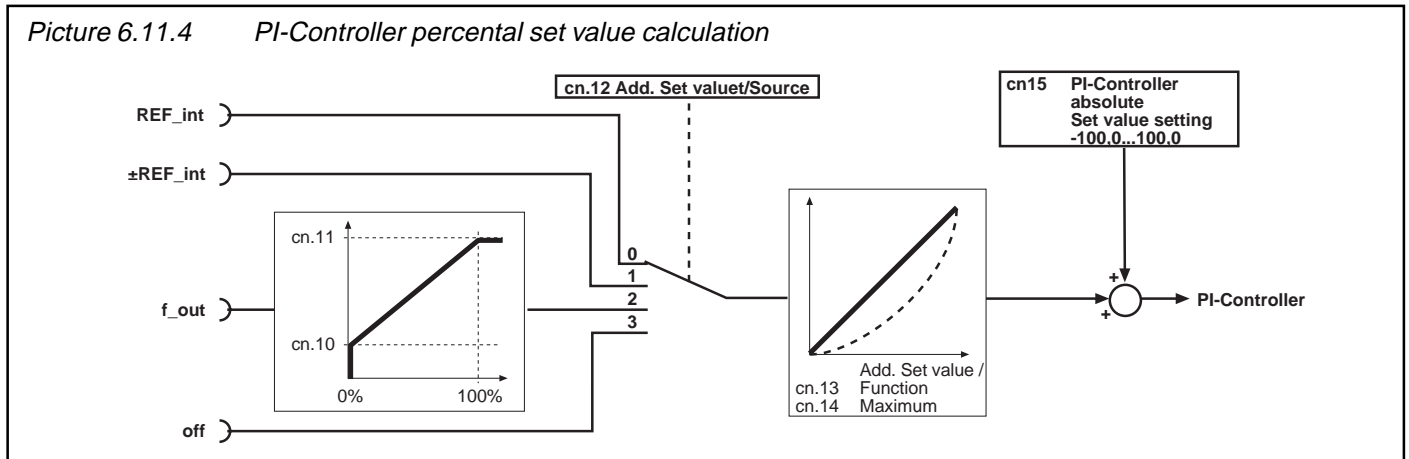 Picture 6.11.4 PI-Controller percental set value calculation
cn.12 Add. Set valuet/Source
cn15 PI-Controller
absolute
Set value setting
-100,0...100,0
REF_int
±REF_int
cn.11
cn.10
0% 100%
f_out
off
0
1
2
3
Add. Set value /
cn.13 Function
cn.14 Maximum
+
+
PI-Controller